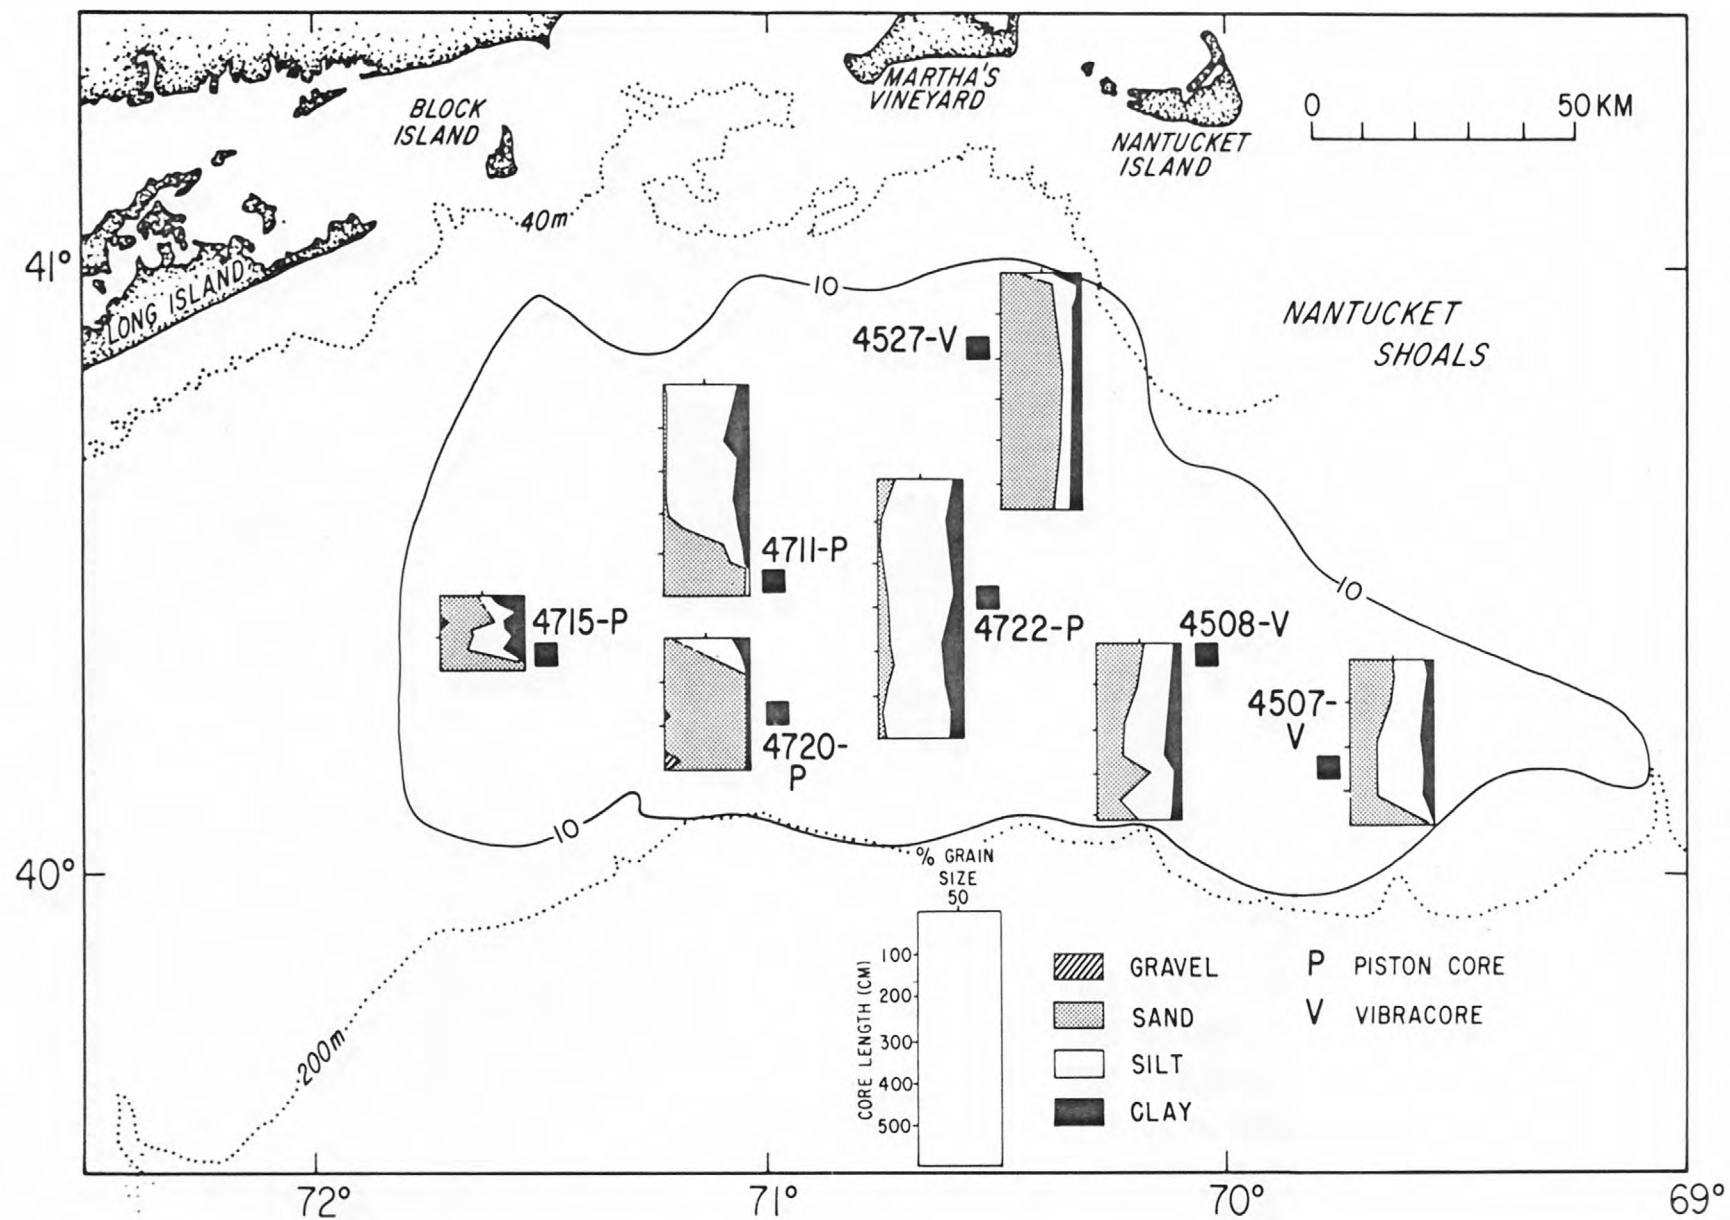 BLOCK
ISLAND
MARTHA'S
VINEYARD
NANTUCKET
ISLAND
0 50 KM
40m
41°
LONG ISLAND
10
NANTUCKET
SHOALS
4527-V
4711-P
10
4715-P
4722-P
4508-V
4507-
V
4720-
P
10
40°
% GRAIN
SIZE
50
CORE LENGTH (CM)
100
200
300
400
500
GRAVEL
SAND
SILT
CLAY
P PISTON CORE
V VIBRACORE
200m
72°
71°
70°
69°